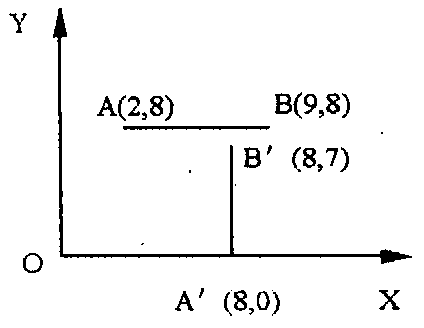 Y
A(2,8) B(9,8)
B′ (8,7)
O
A′ (8,0) X